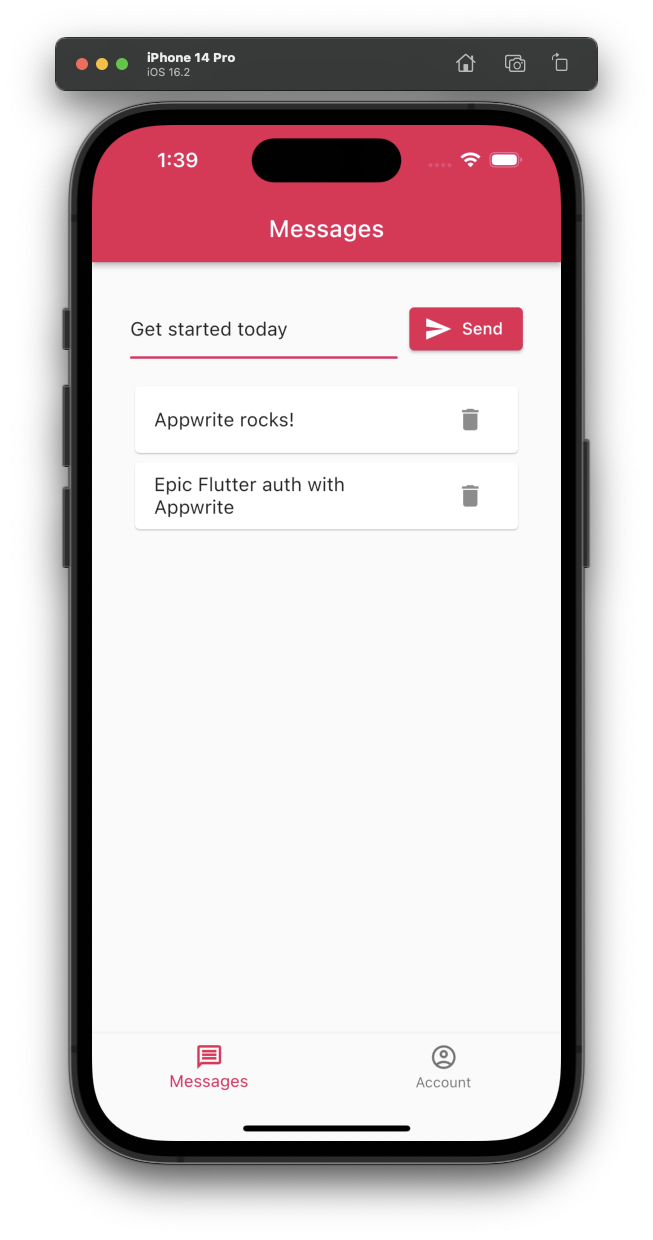 iPhone 14 Pro
iOS 16.2
1:39
Messages
Get started today
Send
Appwrite rocks!
Epic Flutter auth with
Appwrite
Messages
Account